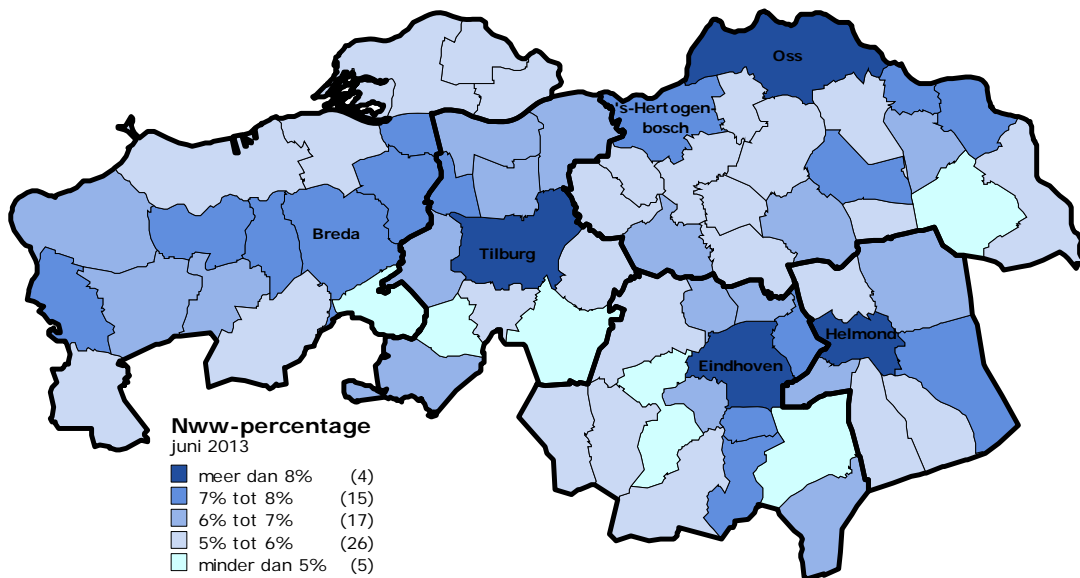 Oss
's-Hertogen-
bosch
Breda
Tilburg
Helmond
Eindhoven
Nww-percentage
juni 2013
meer dan 8% (4)
7% tot 8% (15)
6% tot 7% (17)
5% tot 6% (26)
minder dan 5% (5)